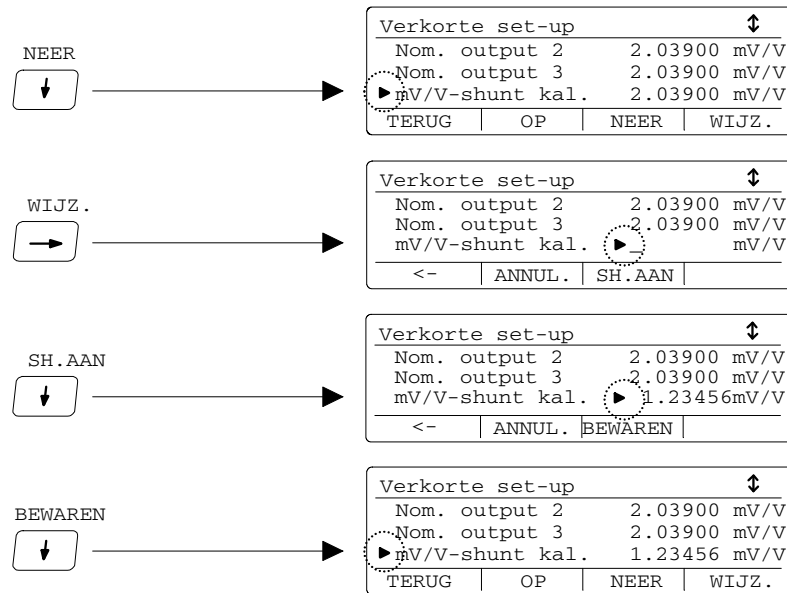 NEER
Verkorte set-up
Nom. output 2 2.03900 mV/V
Nom. output 3 2.03900 mV/V
mV/V-shunt kal. 2.03900 mV/V
TERUG OP NEER WIJZ.
WIJZ.
Verkorte set-up
Nom. output 2 2.03900 mV/V
Nom. output 3 2.03900 mV/V
mV/V-shunt kal. _ mV/V
<- ANNUL. SH.AAN
SH.AAN
Verkorte set-up
Nom. output 2 2.03900 mV/V
Nom. output 3 2.03900 mV/V
mV/V-shunt kal. 1.23456mV/V
<- ANNUL. BEWAREN
BEWAREN
Verkorte set-up
Nom. output 2 2.03900 mV/V
Nom. output 3 2.03900 mV/V
mV/V-shunt kal. 1.23456 mV/V
TERUG OP NEER WIJZ.